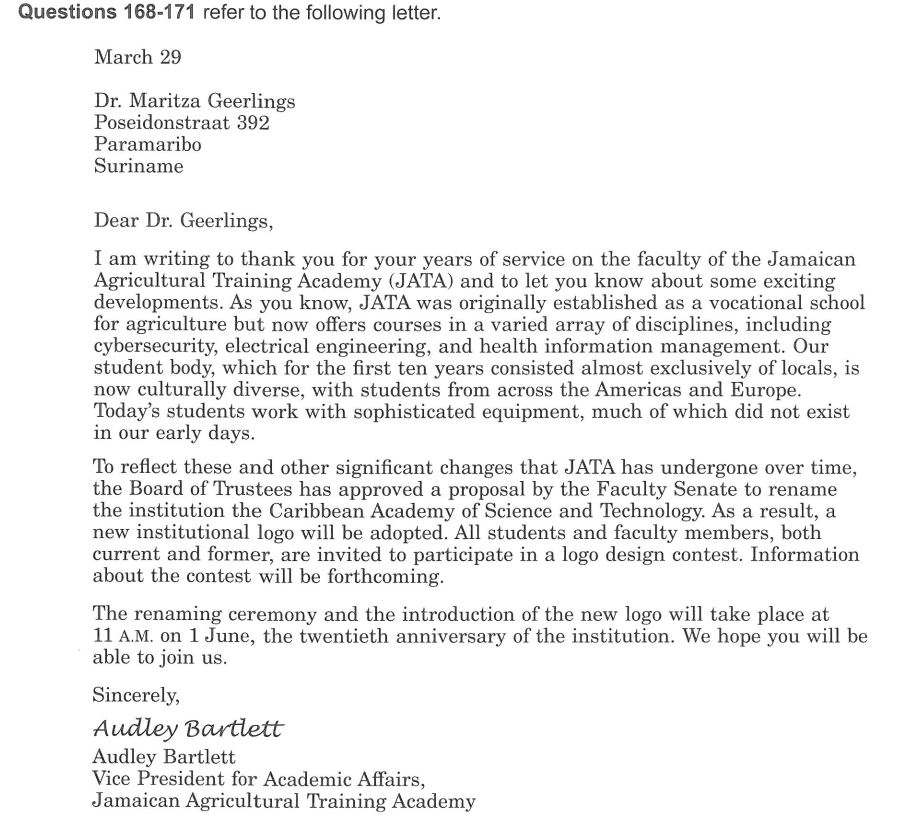 Questions 168-171 refer to the following letter.
March 29
Dr. Maritza Geerlings
Poseidonstraat 392
Paramaribo
Suriname
Dear Dr. Geerlings,
I am writing to thank you for your years of service on the faculty of the Jamaican
Agricultural Training Academy (JATA) and to let you know about some exciting
developments. As you know, JATA was originally established as a vocational school
for agriculture but now offers courses in a varied array of disciplines, including
cybersecurity, electrical engineering, and health information management. Our
student body, which for the first ten years consisted almost exclusively of locals, is
now culturally diverse, with students from across the Americas and Europe.
Today's students work with sophisticated equipment, much of which did not exist
in our early days.
To reflect these and other significant changes that JATA has undergone over time,
the Board of Trustees has approved a proposal by the Faculty Senate to rename
the institution the Caribbean Academy of Science and Technology. As a result, a
new institutional logo will be adopted. All students and faculty members, both
current and former, are invited to participate in a logo design contest. Information
about the contest will be forthcoming.
The renaming ceremony and the introduction of the new logo will take place at
11 A.M. on 1 June, the twentieth anniversary of the institution. We hope you will be
able to join us.
Sincerely,
Audley Bartlett
Audley Bartlett
Vice President for Academic Affairs,
Jamaican Agricultural Training Academy